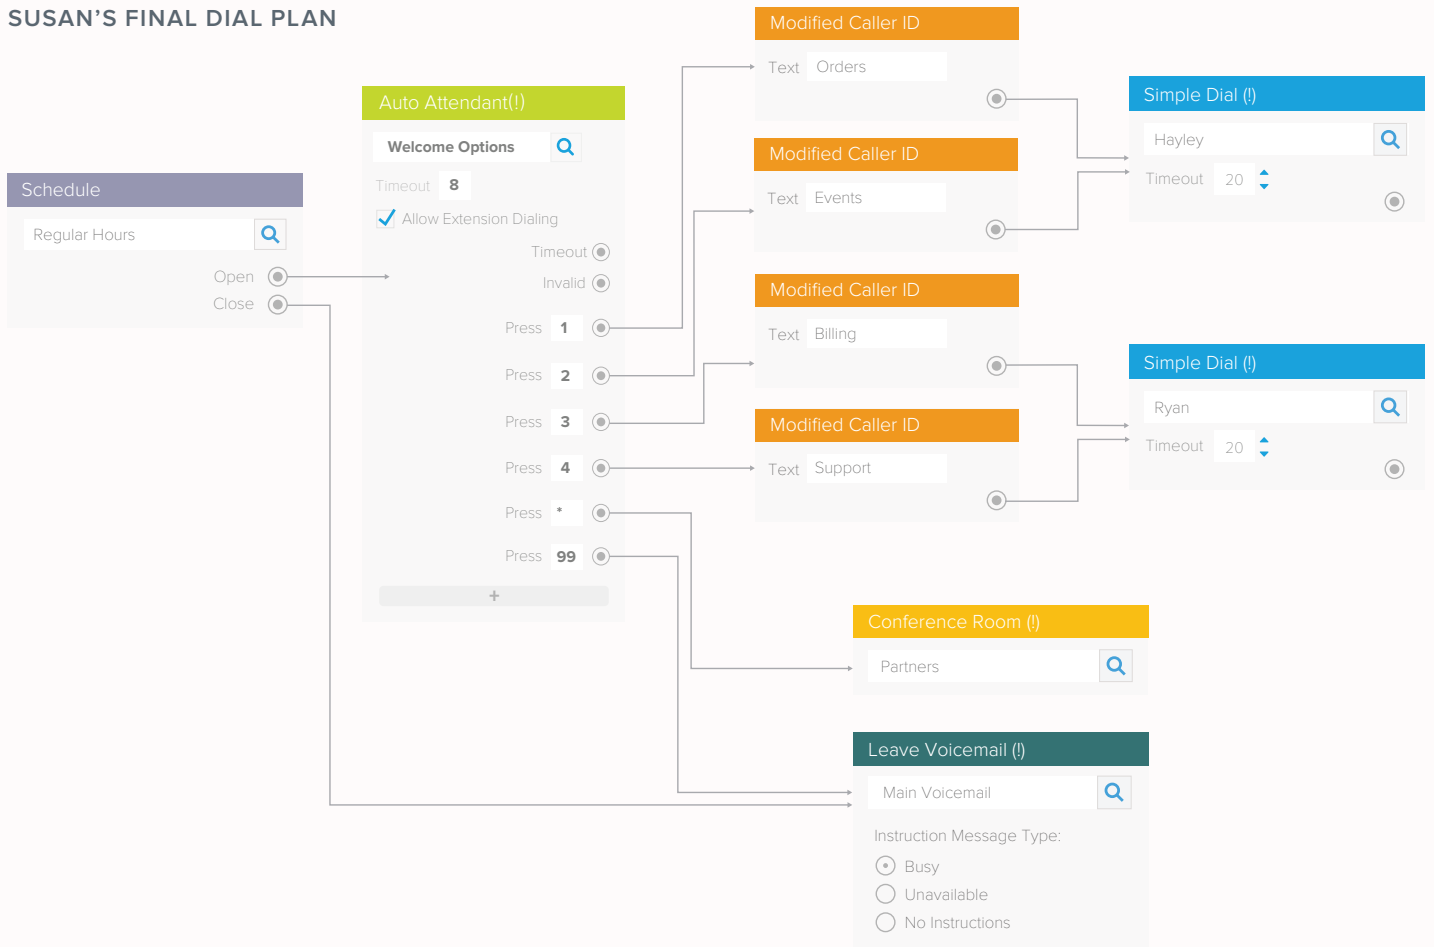 SUSAN'S FINAL DIAL PLAN
Schedule
Regular Hours
Open
Close
Auto Attendant(!)
Welcome Options
Timeout 8
Allow Extension Dialing
Timeout
Invalid
Press 1
Press 2
Press 3
Press 4
Press *
Press 99
+
Modified Caller ID
Text Orders
Modified Caller ID
Text Events
Modified Caller ID
Text Billing
Modified Caller ID
Text Support
Simple Dial (!)
Hayley
Timeout 20
Simple Dial (!)
Ryan
Timeout 20
Conference Room (!)
Partners
Leave Voicemail (!)
Main Voicemail
Instruction Message Type:
Busy
Unavailable
No Instructions